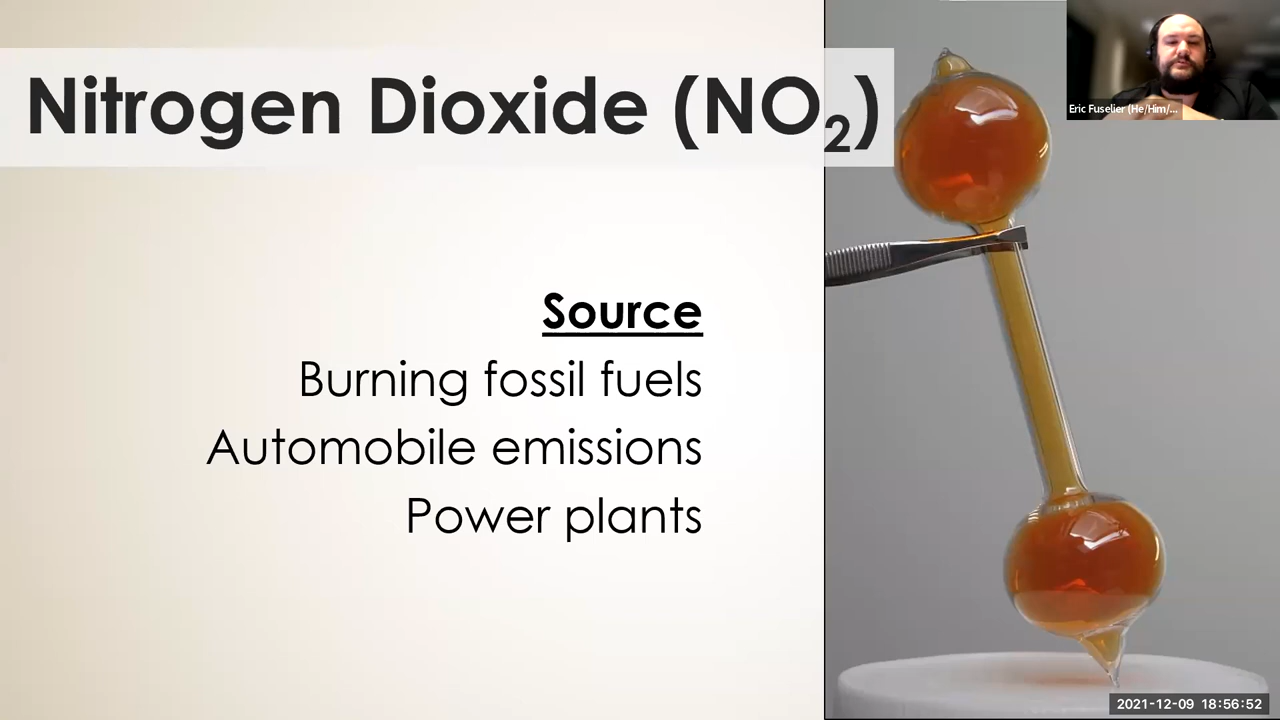 Nitrogen Dioxide (NO₂)
Eric Fuselier (He/Him/...
Source
Burning fossil fuels
Automobile emissions
Power plants
2021-12-09 18:56:52